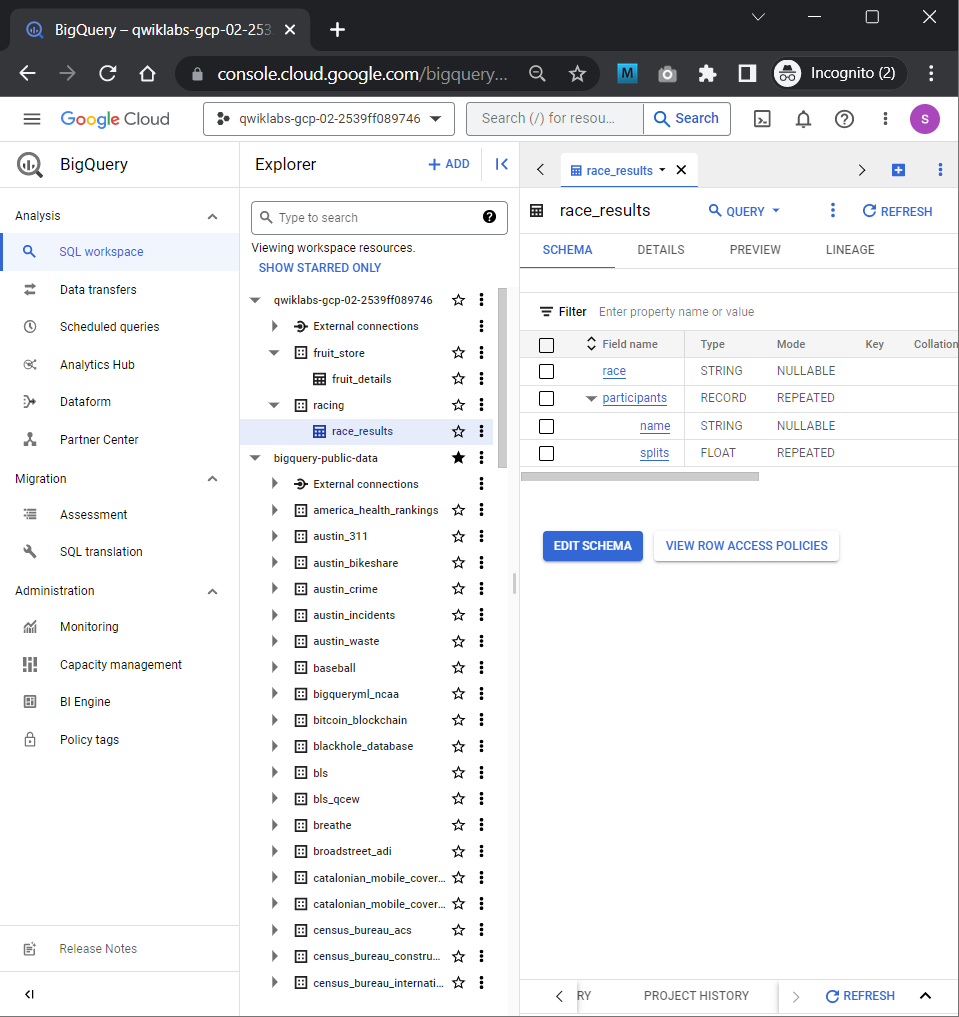 BigQuery – qwiklabs-gcp-02-253
console.cloud.google.com/bigquery...
M
Incognito (2)
Google Cloud
qwiklabs-gcp-02-2539ff089746
Search (/) for resou...
Search
S
BigQuery
Analysis
SQL workspace
Data transfers
Scheduled queries
Analytics Hub
Dataform
Partner Center
Migration
Assessment
SQL translation
Administration
Monitoring
Capacity management
BI Engine
Policy tags
Release Notes
Explorer
+ ADD
Type to search
Viewing workspace resources.
SHOW STARRED ONLY
qwiklabs-gcp-02-2539ff089746
External connections
fruit_store
fruit_details
racing
race_results
bigquery-public-data
External connections
america_health_rankings
austin_311
austin_bikeshare
austin_crime
austin_incidents
austin_waste
baseball
bigqueryml_ncaa
bitcoin_blockchain
blackhole_database
bls
bls_qcew
breathe
broadstreet_adi
catalonian_mobile_cover...
catalonian_mobile_cover...
census_bureau_acs
census_bureau_constru...
census_bureau_internati...
race_results
race_results
QUERY
REFRESH
SCHEMA DETAILS PREVIEW LINEAGE
Filter Enter property name or value
Field name Type Mode Key Collation
race STRING NULLABLE
participants RECORD REPEATED
name STRING NULLABLE
splits FLOAT REPEATED
EDIT SCHEMA
VIEW ROW ACCESS POLICIES
RY
PROJECT HISTORY
REFRESH